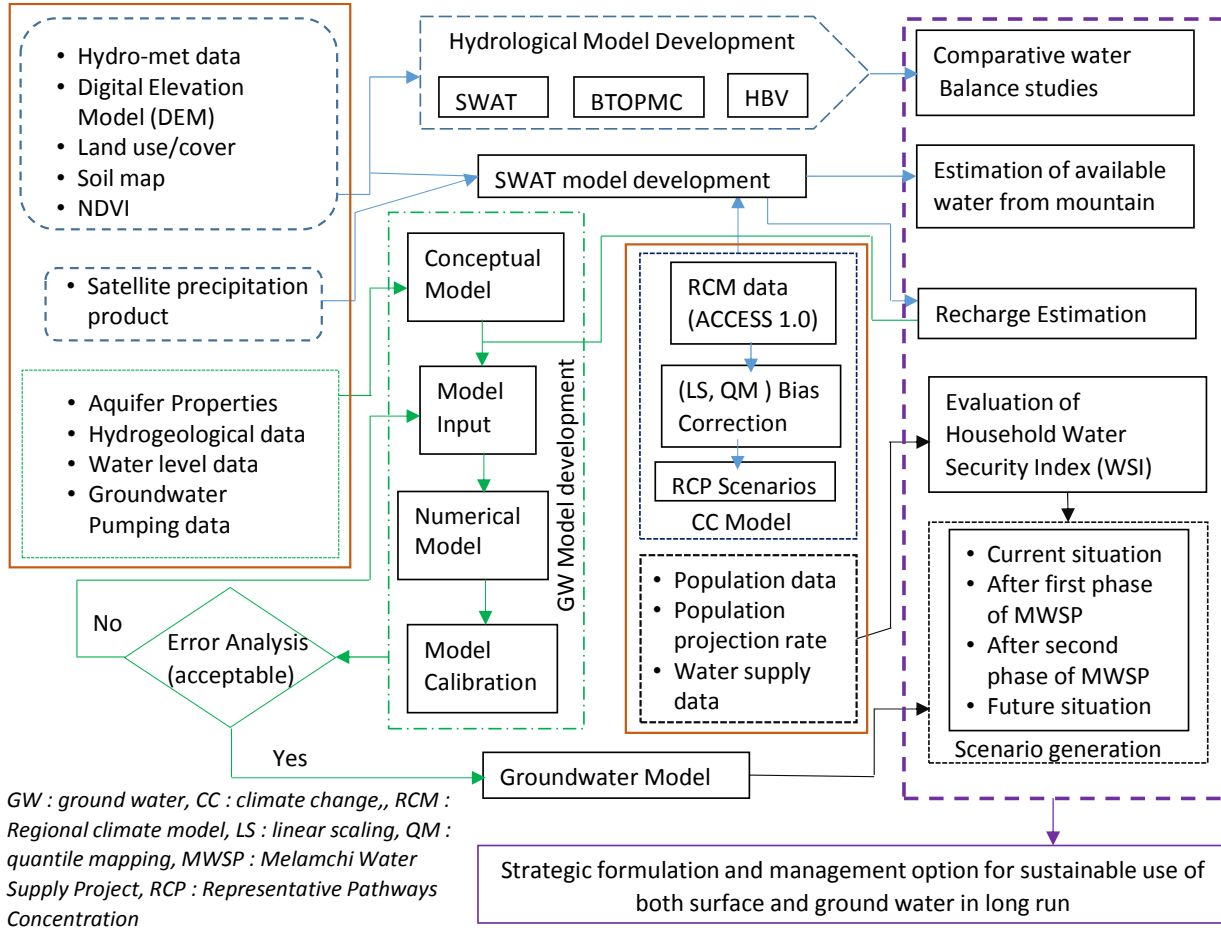 • Hydro-met data
• Digital Elevation
Model (DEM)
• Land use/cover
• Soil map
• NDVI
• Satellite precipitation
product
• Aquifer Properties
• Hydrogeological data
• Water level data
• Groundwater
Pumping data
Hydrological Model Development
SWAT
BTOPMC
HBV
SWAT model development
Conceptual
Model
Model
Input
Numerical
Model
Model
Calibration
GW Model development
RCM data
(ACCESS 1.0)
(LS, QM ) Bias
Correction
RCP Scenarios
CC Model
• Population data
• Population
projection rate
• Water supply
data
Comparative water
Balance studies
Estimation of available
water from mountain
Recharge Estimation
Evaluation of
Household Water
Security Index (WSI)
• Current situation
• After first phase
of MWSP
• After second
phase of MWSP
• Future situation
Scenario generation
No
Error Analysis
(acceptable)
Yes
Groundwater Model
GW : ground water, CC : climate change,, RCM :
Regional climate model, LS : linear scaling, QM :
quantile mapping, MWSP : Melamchi Water
Supply Project, RCP : Representative Pathways
Concentration
Strategic formulation and management option for sustainable use of
both surface and ground water in long run